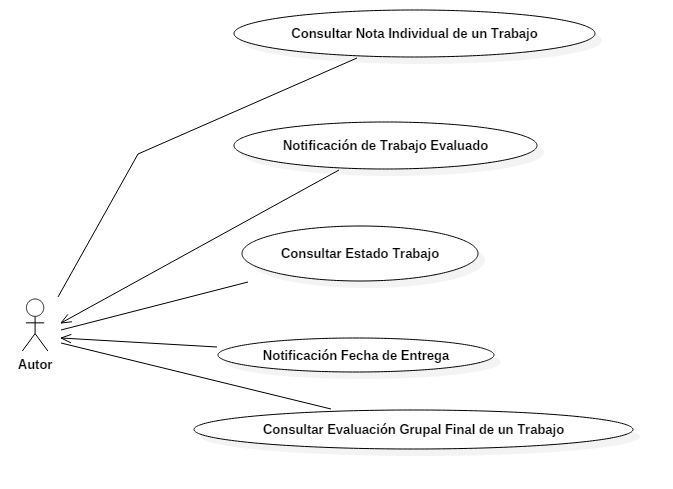 Consultar Nota Individual de un Trabajo
Notificación de Trabajo Evaluado
Consultar Estado Trabajo
Notificación Fecha de Entrega
Autor
Consultar Evaluación Grupal Final de un Trabajo